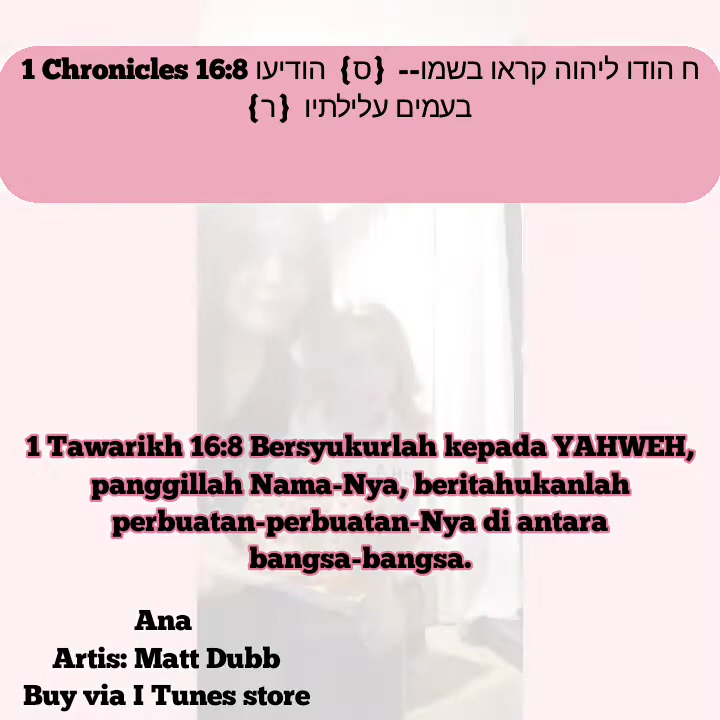 1 Chronicles 16:8 ח הודו ליהוה קראו בשמו-- {ס} הודיעו
בעמים עלילתיו {ר}
1 Tawarikh 16:8 Bersyukurlah kepada YAHWEH,
panggillah Nama-Nya, beritahukanlah
perbuatan-perbuatan-Nya di antara
bangsa-bangsa.
Ana
Artis: Matt Dubb
Buy via I Tunes store